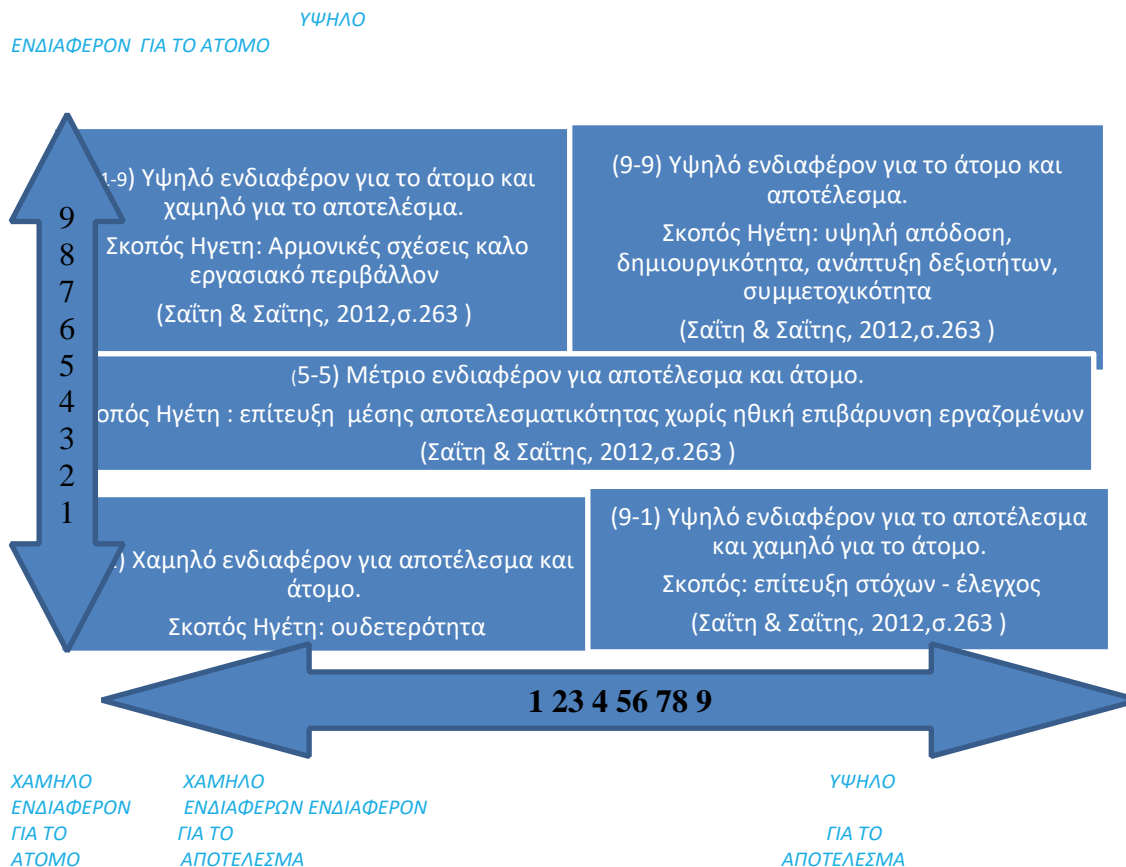 ΥΨΗΛΟ
ΕΝΔΙΑΦΕΡΟΝ ΓΙΑ ΤΟ ΑΤΟΜΟ
-9) Υψηλό ενδιαφέρον για το άτομο και
χαμηλό για το αποτελέσμα.
Σκοπός Ηγετη: Αρμονικές σχέσεις καλο
εργασιακό περιβάλλον
(Σαΐτη & Σαΐτης, 2012,σ.263 )
(9-9) Υψηλό ενδιαφέρον για το άτομο και
αποτέλεσμα.
Σκοπός Ηγέτη: υψηλή απόδοση,
δημιουργικότητα, ανάπτυξη δεξιοτήτων,
συμμετοχικότητα
(Σαΐτη & Σαΐτης, 2012,σ.263 )
9
8
7
6
5
4
3
2
1
(5-5) Μέτριο ενδιαφέρον για αποτέλεσμα και άτομο.
οπός Ηγέτη : επίτευξη μέσης αποτελεσματικότητας χωρίς ηθική επιβάρυνση εργαζομένων
(Σαΐτη & Σαΐτης, 2012,σ.263 )
) Χαμηλό ενδιαφέρον για αποτέλεσμα και
άτομο.
Σκοπός Ηγέτη: ουδετερότητα
(9-1) Υψηλό ενδιαφέρον για το αποτέλεσμα
και χαμηλό για το άτομο.
Σκοπός: επίτευξη στόχων - έλεγχος
(Σαΐτη & Σαΐτης, 2012,σ.263 )
1 23 4 56 78 9
ΧΑΜΗΛΟ ΧΑΜΗΛΟ ΥΨΗΛΟ
ΕΝΔΙΑΦΕΡΟΝ ΕΝΔΙΑΦΕΡΩΝ ΕΝΔΙΑΦΕΡΟΝ
ΓΙΑ ΤΟ ΓΙΑ ΤΟ ΓΙΑ ΤΟ
ΑΤΟΜΟ ΑΠΟΤΕΛΕΣΜΑ ΑΠΟΤΕΛΕΣΜΑ